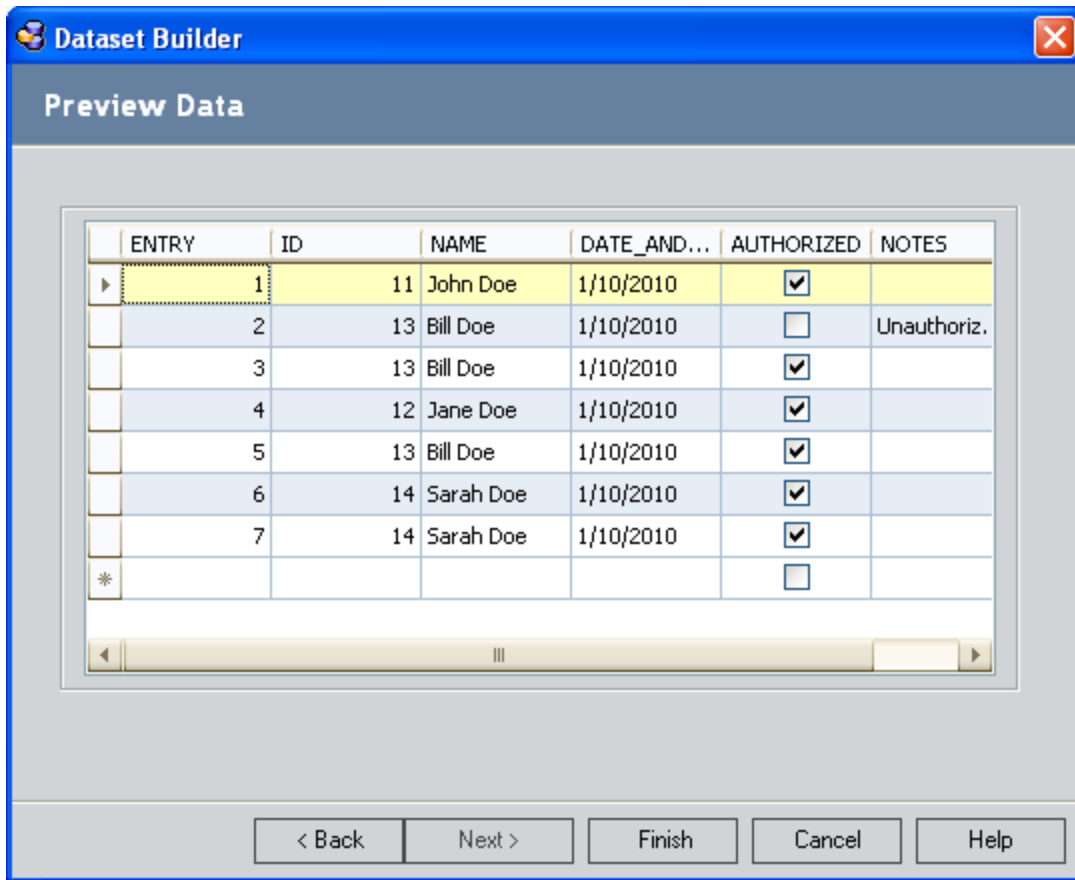 Dataset Builder
Preview Data
ENTRY ID NAME DATE_AND... AUTHORIZED NOTES
1 11 John Doe 1/10/2010
2 13 Bill Doe 1/10/2010 Unauthoriz.
3 13 Bill Doe 1/10/2010
4 12 Jane Doe 1/10/2010
5 13 Bill Doe 1/10/2010
6 14 Sarah Doe 1/10/2010
7 14 Sarah Doe 1/10/2010
< Back Next > Finish Cancel Help